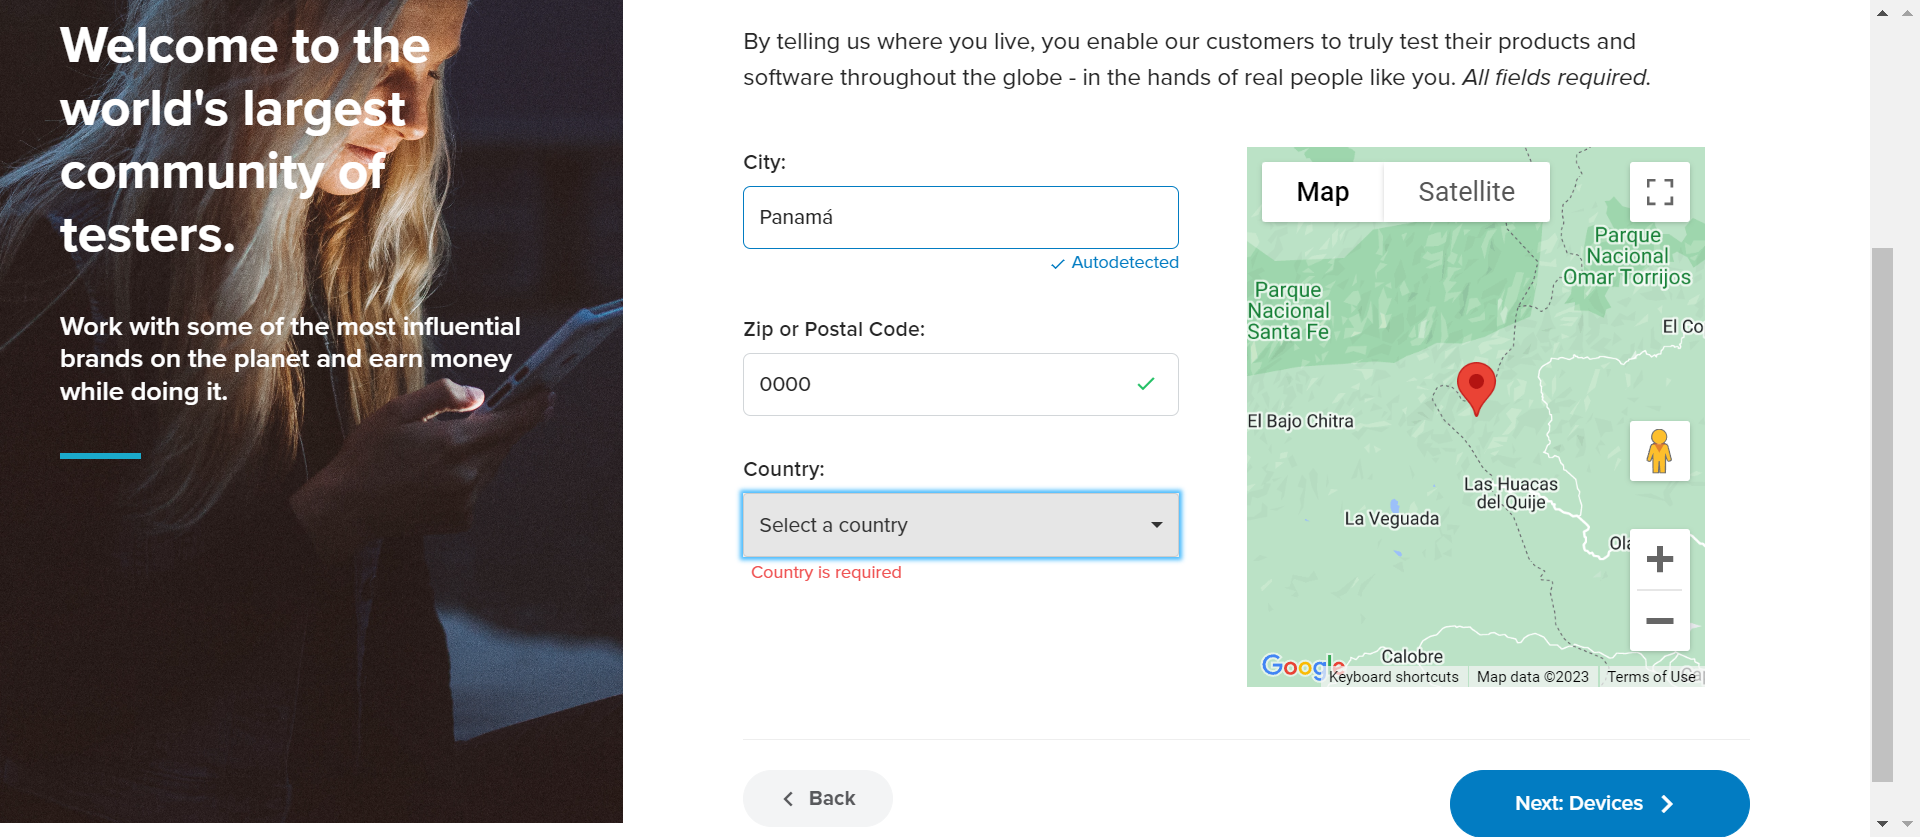 Welcome to the
world's largest
community of
testers.
Work with some of the most influential
brands on the planet and earn money
while doing it.
By telling us where you live, you enable our customers to truly test their products and
software throughout the globe - in the hands of real people like you. All fields required.
City:
Panamá
Autodetected
Zip or Postal Code:
0000
Country:
Select a country
Country is required
Map
Satellite
Parque
Nacional
Omar Torrijos
Parque
Nacional
Santa Fe
El Co
El Bajo Chitra
Las Huacas
del Quije
La Veguada
Ola
Calobre
Google
Keyboard shortcuts
Map data ©2023
Terms of Use
Back
Next: Devices